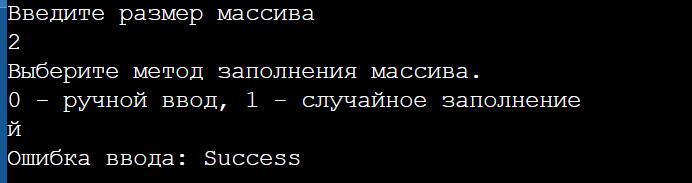 Введите размер массива
2
Выберите метод заполнения массива.
0 - ручной ввод, 1 - случайное заполнение
й
Ошибка ввода: Success